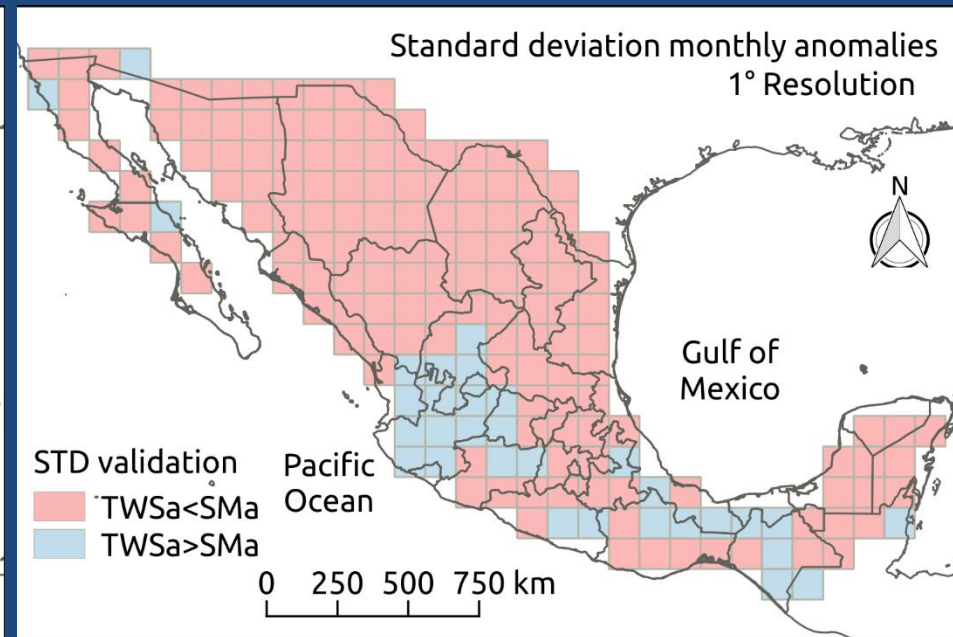 Standard deviation monthly anomalies
1° Resolution
N
Gulf of
Mexico
STD validation
TWSa<SMa
TWSa>SMa
Pacific
Ocean
0 250 500 750 km